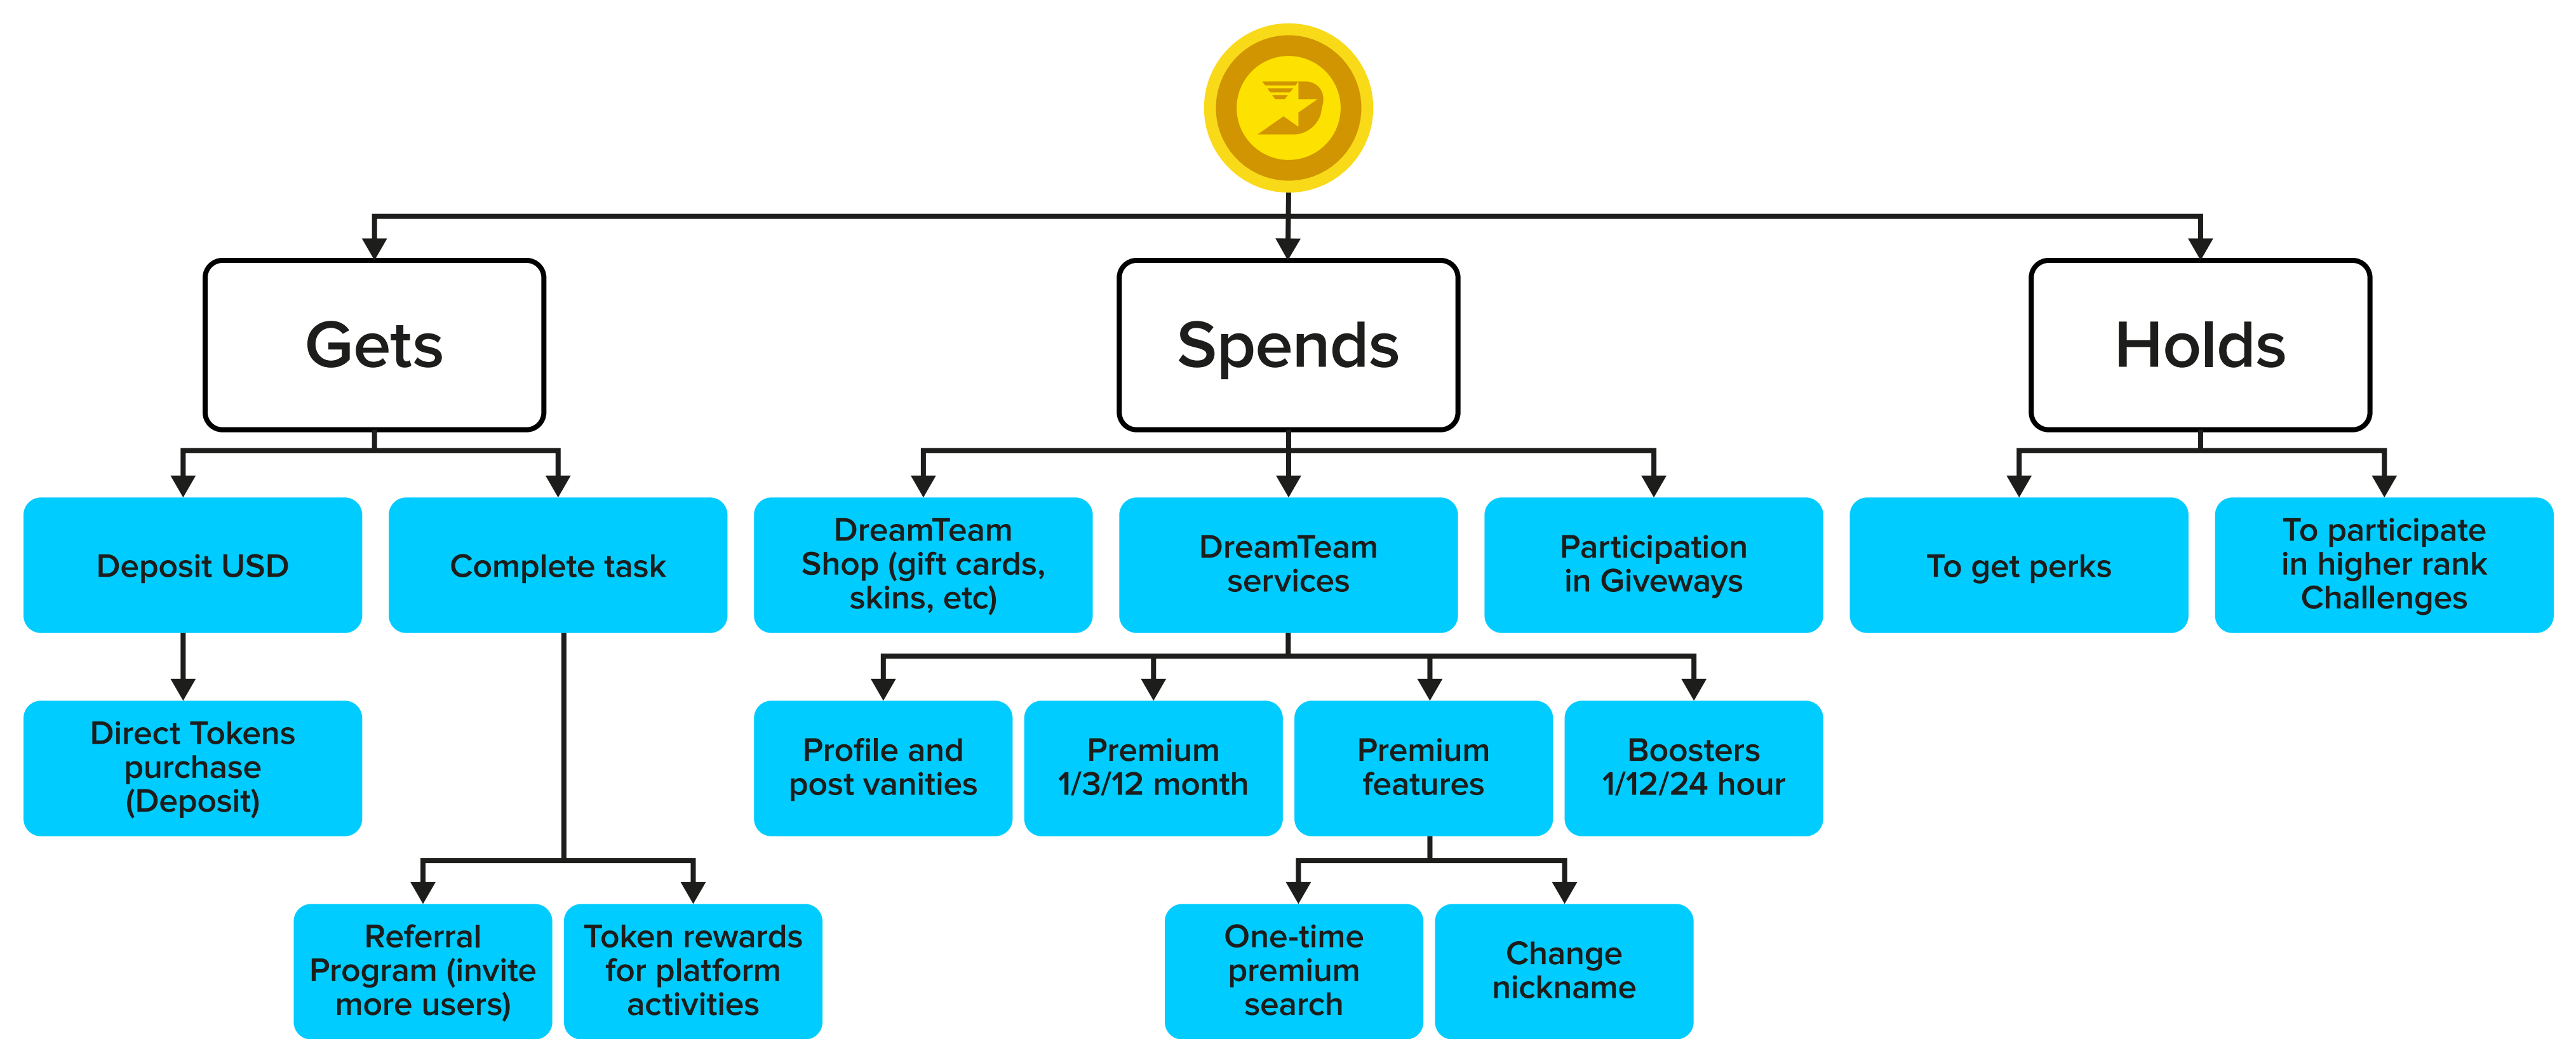 Gets
Spends
Holds
Deposit USD
Complete task
DreamTeam
Shop (gift cards,
skins, etc)
DreamTeam
services
Participation
in Giveways
To get perks
To participate
in higher rank
Challenges
Direct Tokens
purchase
(Deposit)
Profile and
post vanities
Premium
1/3/12 month
Premium
features
Boosters
1/12/24 hour
Referral
Program (invite
more users)
Token rewards
for platform
activities
One-time
premium
search
Change
nickname